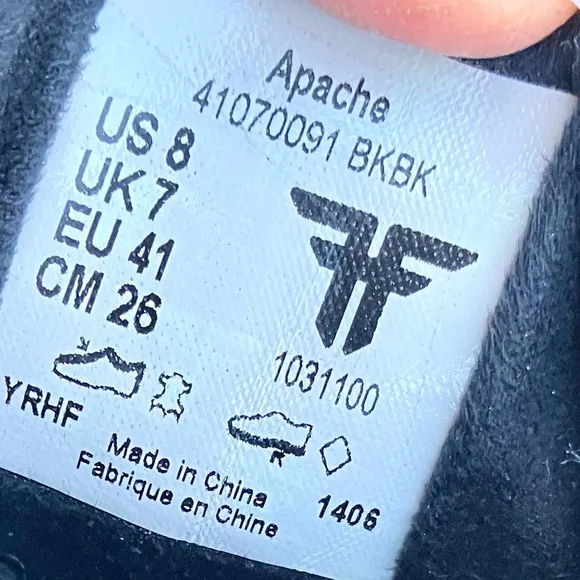 Apache
41070091 BKBK
US 8
UK 7
EU 41
CM 26
1031100
YRHF
R
Made in China
Fabrique en Chine
1406